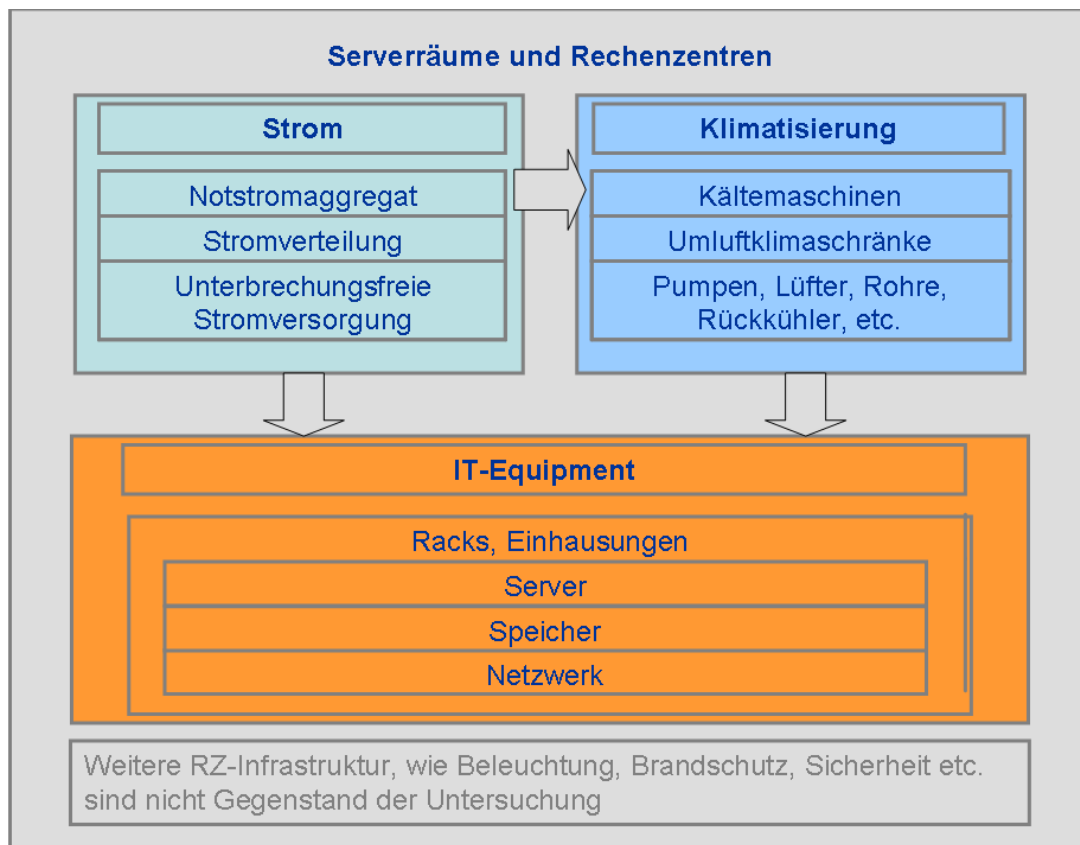 Serverräume und Rechenzentren
Strom
Notstromaggregat
Stromverteilung
Unterbrechungsfreie
Stromversorgung
Klimatisierung
Kältemaschinen
Umluftklimaschränke
Pumpen, Lüfter, Rohre,
Rückkühler, etc.
IT-Equipment
Racks, Einhausungen
Server
Speicher
Netzwerk
Weitere RZ-Infrastruktur, wie Beleuchtung, Brandschutz, Sicherheit etc.
sind nicht Gegenstand der Untersuchung